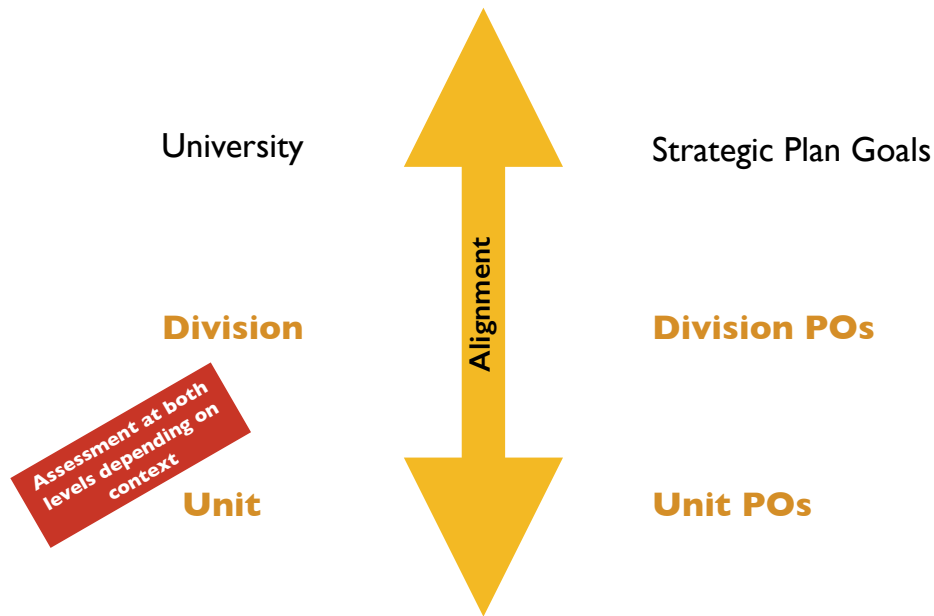 University
Strategic Plan Goals
Alignment
Division
Division POs
Assessment at both
levels depending on
context
Unit
Unit POs